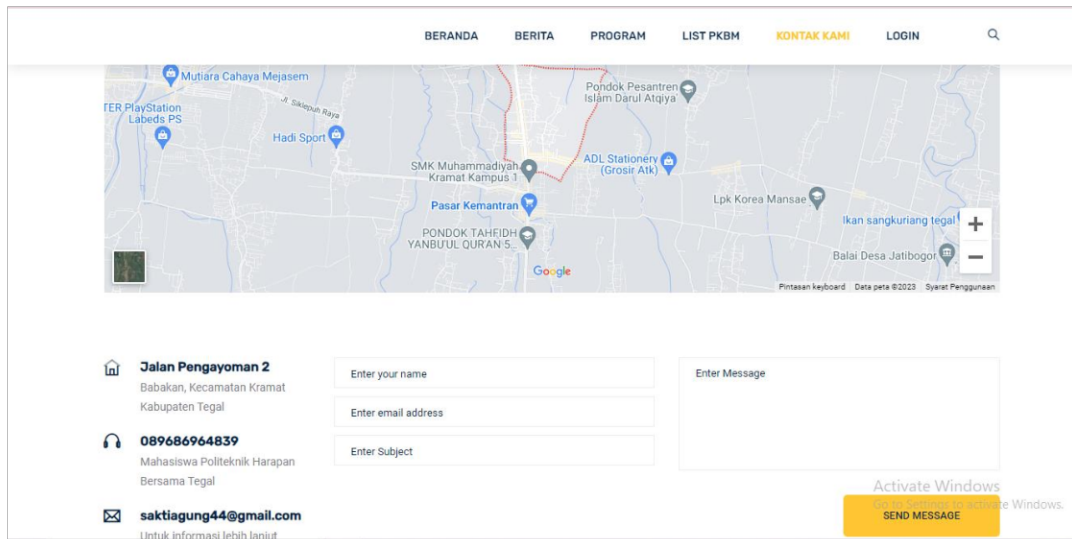 BERANDA BERITA PROGRAM LIST PKBM KONTAK KAMI LOGIN
Mutiara Cahaya Mejasem
Jl. Siklepuh Raya
TER PlayStation
Labeds PS
Hadi Sport
Pondok Pesantren
Islam Darul Atqiya'
SMK Muhammadiyah
Kramat Kampus 1
ADL Stationery
(Grosir Atk)
Pasar Kemantran
Lpk Korea Mansae
PONDOK TAHFIDH
YANBU'UL QUR'AN 5...
Ikan sangkuriang tegal
Balai Desa Jatibogor
Google
Pintasan keyboard Data peta ©2023 Syarat Penggunaan
Jalan Pengayoman 2
Babakan, Kecamatan Kramat
Kabupaten Tegal
089686964839
Mahasiswa Politeknik Harapan
Bersama Tegal
saktiagung44@gmail.com
Untuk informasi lebih lanjut
Enter your name
Enter email address
Enter Subject
Enter Message
Activate Windows
Go to Settings to activate Windows.
SEND MESSAGE